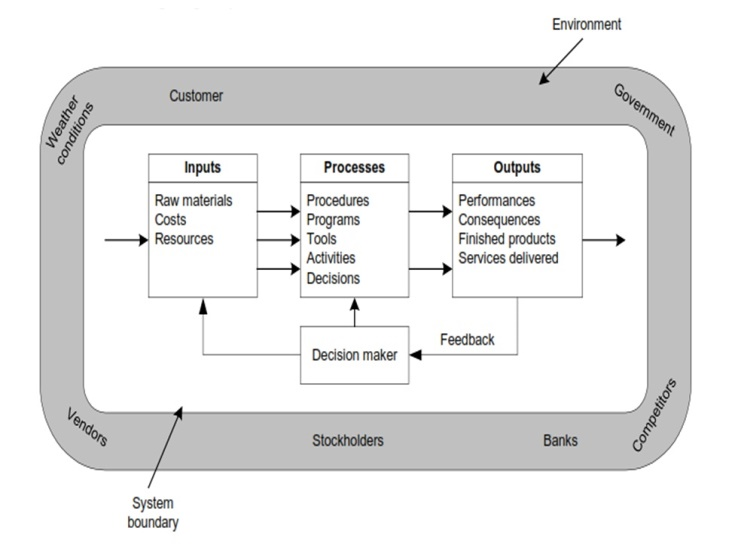 Environment
Customer
Government
Weather
conditions
Inputs
Raw materials
Costs
Resources
Processes
Procedures
Programs
Tools
Activities
Decisions
Outputs
Performances
Consequences
Finished products
Services delivered
Decision maker
Feedback
Vendors
Stockholders
Banks
Competitors
System
boundary